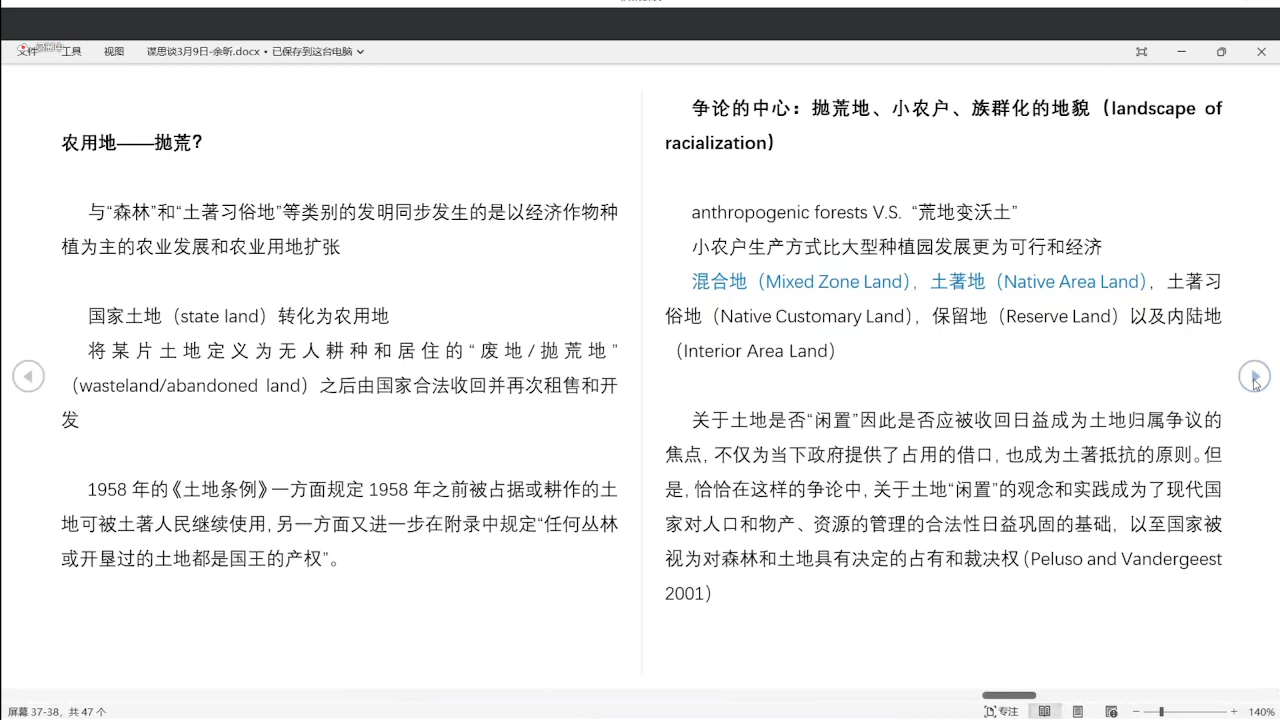 文件
工具
视图
谋思谈3月9日-余昕.docx • 已保存到这台电脑
农用地——抛荒？
与“森林”和“土著习俗地”等类别的发明同步发生的是以经济作物种
植为主的农业发展和农业用地扩张
国家土地（state land）转化为农用地
将某片土地定义为无人耕种和居住的“废地/抛荒地”
（wasteland/abandoned land）之后由国家合法收回并再次租售和开
发
1958 年的《土地条例》一方面规定 1958 年之前被占据或耕作的土
地可被土著人民继续使用，另一方面又进一步在附录中规定“任何丛林
或开垦过的土地都是国王的产权”。
争论的中心：抛荒地、小农户、族群化的地貌（landscape of
racialization）
anthropogenic forests V.S. “荒地变沃土”
小农户生产方式比大型种植园发展更为可行和经济
混合地（Mixed Zone Land），土著地（Native Area Land），土著习
俗地（Native Customary Land），保留地（Reserve Land）以及内陆地
（Interior Area Land）
关于土地是否“闲置”因此是否应被收回日益成为土地归属争议的
焦点，不仅为当下政府提供了占用的借口，也成为土著抵抗的原则。但
是，恰恰在这样的争论中，关于土地“闲置”的观念和实践成为了现代国
家对人口和物产、资源的管理的合法性日益巩固的基础，以至国家被
视为对森林和土地具有决定的占有和裁决权（Peluso and Vandergeest
2001）
屏幕 37-38，共 47 个
专注
140%